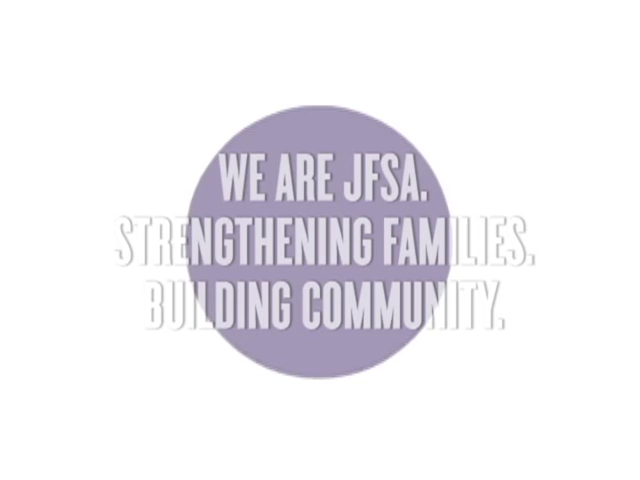 WE ARE JFSA.
STRENGTHENING FAMILIES.
BUILDING COMMUNITY.